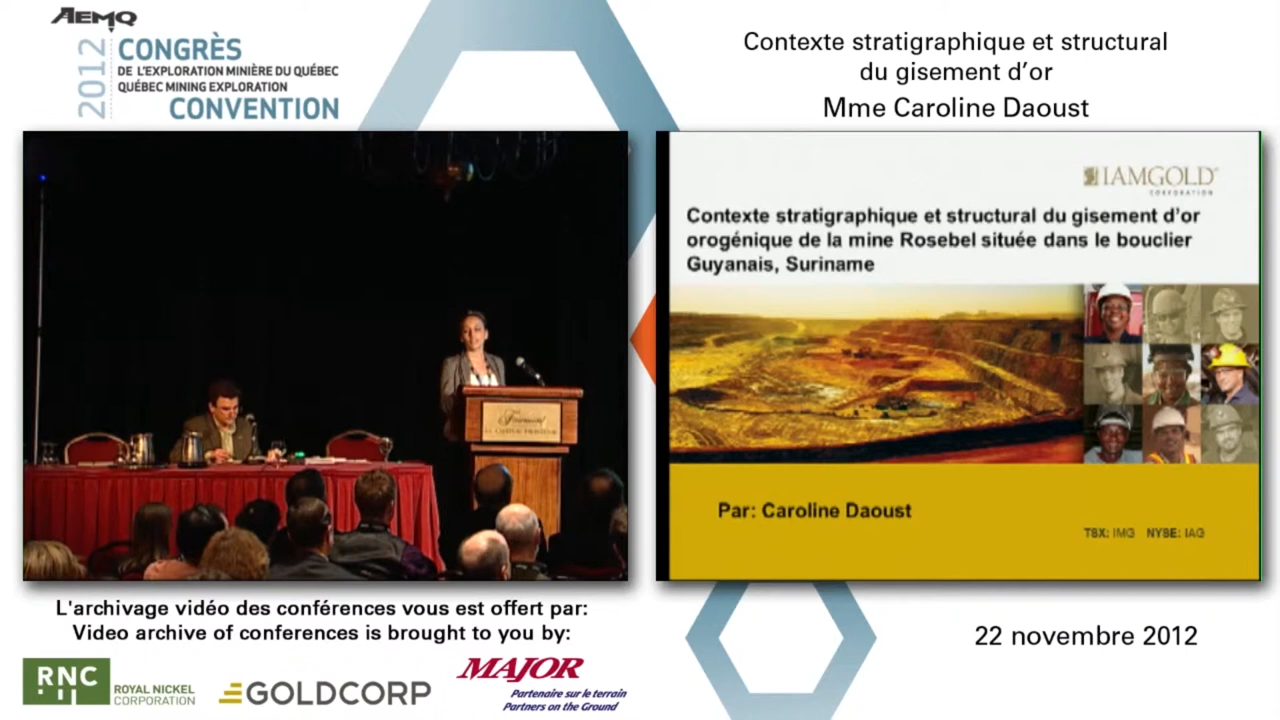 AEMQ
2012
CONGRÈS
DE L'EXPLORATION MINIÈRE DU QUÉBEC
QUÉBEC MINING EXPLORATION
CONVENTION
Contexte stratigraphique et structural
du gisement d'or
Mme Caroline Daoust
Fairmont
IAMGOLD
CORPORATION
Contexte stratigraphique et structural du gisement d'or
orogénique de la mine Rosebel située dans le bouclier
Guyanais, Suriname
Par: Caroline Daoust
TSX: IMG NYSE: IAG
L'archivage vidéo des conférences vous est offert par:
Video archive of conferences is brought to you by:
RNC
ROYAL NICKEL
CORPORATION
GOLDCORP
MAJOR
Partenaire sur le terrain
Partners on the Ground
22 novembre 2012